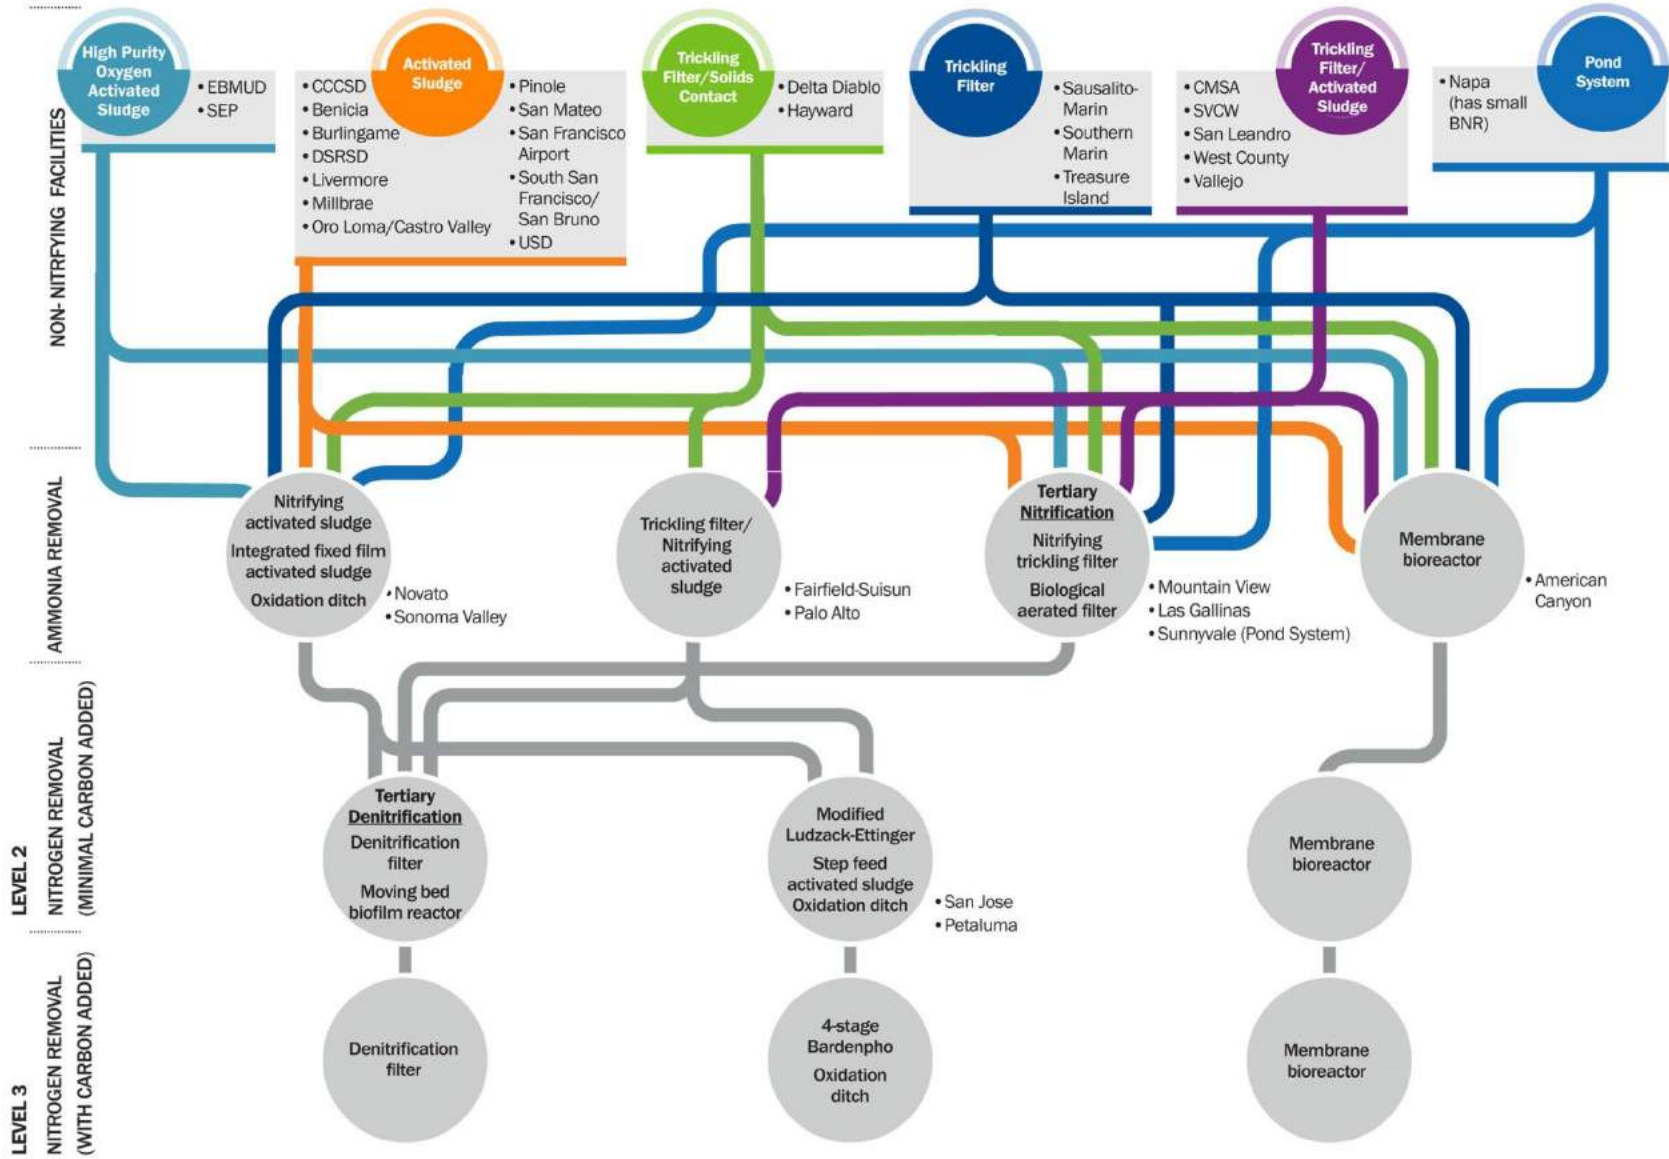 High Purity
Oxygen
Activated
Sludge
• EBMUD
• SEP
Activated
Sludge
• CCCSD
• Benicia
• Burlingame
• DSRSD
• Livermore
• Millbrae
• Oro Loma/Castro Valley
• Pinole
• San Mateo
• San Francisco
Airport
• South San
Francisco/
San Bruno
• USD
Trickling
Filter/Solids
Contact
• Delta Diablo
• Hayward
Trickling
Filter
• Sausalito-
Marin
• Southern
Marin
• Treasure
Island
Trickling
Filter/
Activated
Sludge
• CMSA
• SVCW
• San Leandro
• West County
• Vallejo
Pond
System
• Napa
(has small
BNR)
NON- NITRFYING FACILITIES
AMMONIA REMOVAL
Nitrifying
activated sludge
Integrated fixed film
activated sludge
Oxidation ditch
• Novato
• Sonoma Valley
Trickling filter/
Nitrifying
activated
sludge
• Fairfield-Suisun
• Palo Alto
Tertiary
Nitrification
Nitrifying
trickling filter
Biological
aerated filter
• Mountain View
• Las Gallinas
• Sunnyvale (Pond System)
Membrane
bioreactor
• American
Canyon
LEVEL 2
NITROGEN REMOVAL
(MINIMAL CARBON ADDED)
Tertiary
Denitrification
Denitrification
filter
Moving bed
biofilm reactor
Modified
Ludzack-Ettinger
Step feed
activated sludge
Oxidation ditch
• San Jose
• Petaluma
Membrane
bioreactor
LEVEL 3
NITROGEN REMOVAL
(WITH CARBON ADDED)
Denitrification
filter
4-stage
Bardenpho
Oxidation
ditch
Membrane
bioreactor